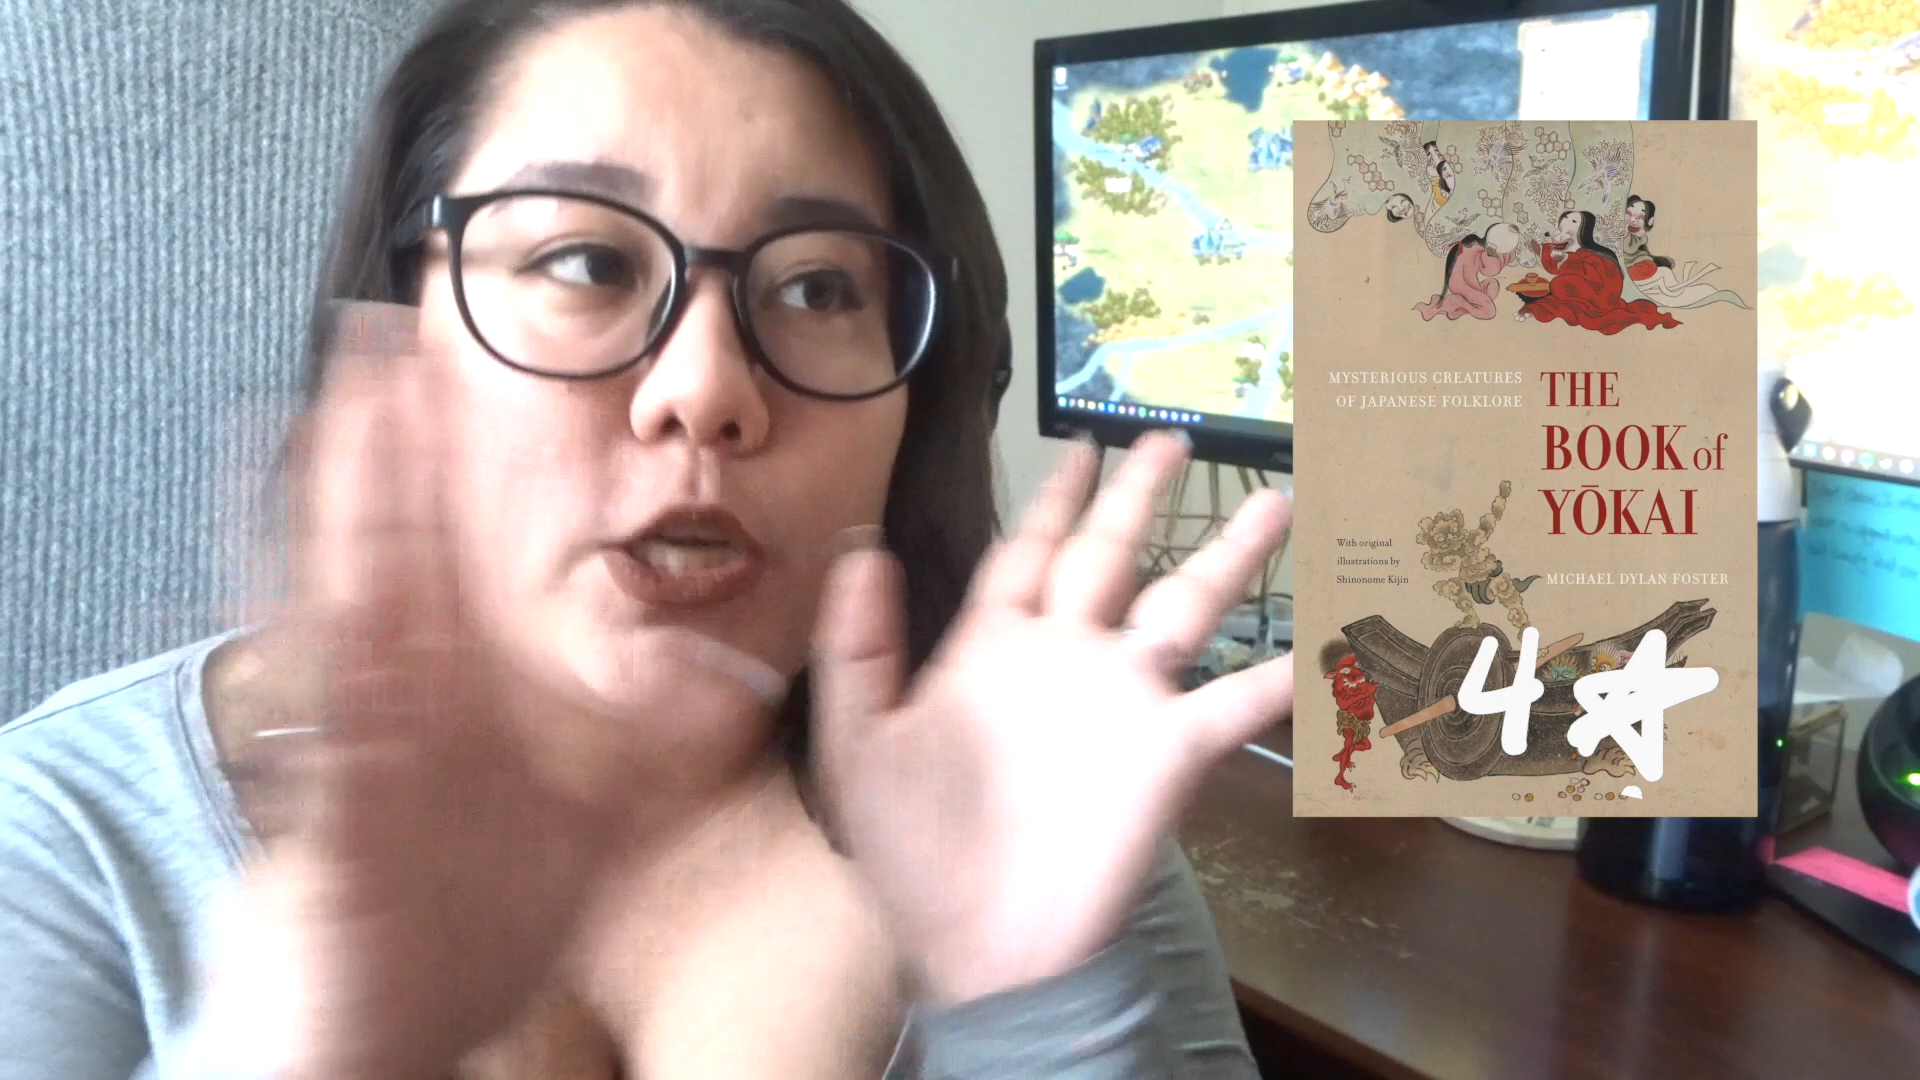 MYSTERIOUS CREATURES
OF JAPANESE FOLKLORE
THE
BOOK of
YŌKAI
With original
illustrations by
Shinonome Kijin
MICHAEL DYLAN FOSTER
4